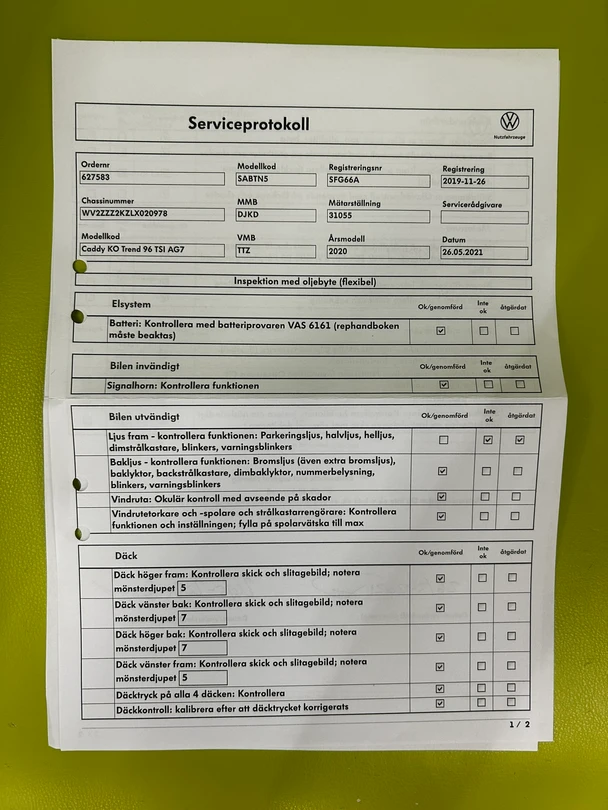 Serviceprotokoll
Nutzfahrzeuge
Ordernr
627583
Modellkod
SABTN5
Registreringsnr
SFG66A
Registrering
2019-11-26
Chassinummer
WV2ZZZ2KZLX020978
MMB
DJKD
Mätarställning
31055
Servicerådgivare
Modellkod
Caddy KO Trend 96 TSI AG7
VMB
TTZ
Årsmodell
2020
Datum
26.05.2021
Inspektion med oljebyte (flexibel)
Elsystem
Ok/genomförd
Inte
ok
åtgärdat
Batteri: Kontrollera med batteriprovaren VAS 6161 (rephandboken
måste beaktas)
Bilen invändigt
Ok/genomförd
Inte
ok
åtgärdat
Signalhorn: Kontrollera funktionen
Bilen utvändigt
Ok/genomförd
Inte
ok
åtgärdat
Ljus fram - kontrollera funktionen: Parkeringsljus, halvljus, helljus,
dimstrålkastare, blinkers, varningsblinkers
Bakljus - kontrollera funktionen: Bromsljus (även extra bromsljus),
baklyktor, backstrålkastare, dimbaklyktor, nummerbelysning,
blinkers, varningsblinkers
Vindruta: Okulär kontroll med avseende på skador
Vindrutetorkare och -spolare och strålkastarrengörare: Kontrollera
funktionen och inställningen; fylla på spolarvätska till max
Däck
Ok/genomförd
Inte
ok
åtgärdat
Däck höger fram: Kontrollera skick och slitagebild; notera
mönsterdjupet 5
Däck vänster bak: Kontrollera skick och slitagebild; notera
mönsterdjupet 7
Däck höger bak: Kontrollera skick och slitagebild; notera
mönsterdjupet 7
Däck vänster fram: Kontrollera skick och slitagebild; notera
mönsterdjupet 5
Däcktryck på alla 4 däcken: Kontrollera
Däckkontroll: kalibrera efter att däcktrycket korrigerats
1 / 2